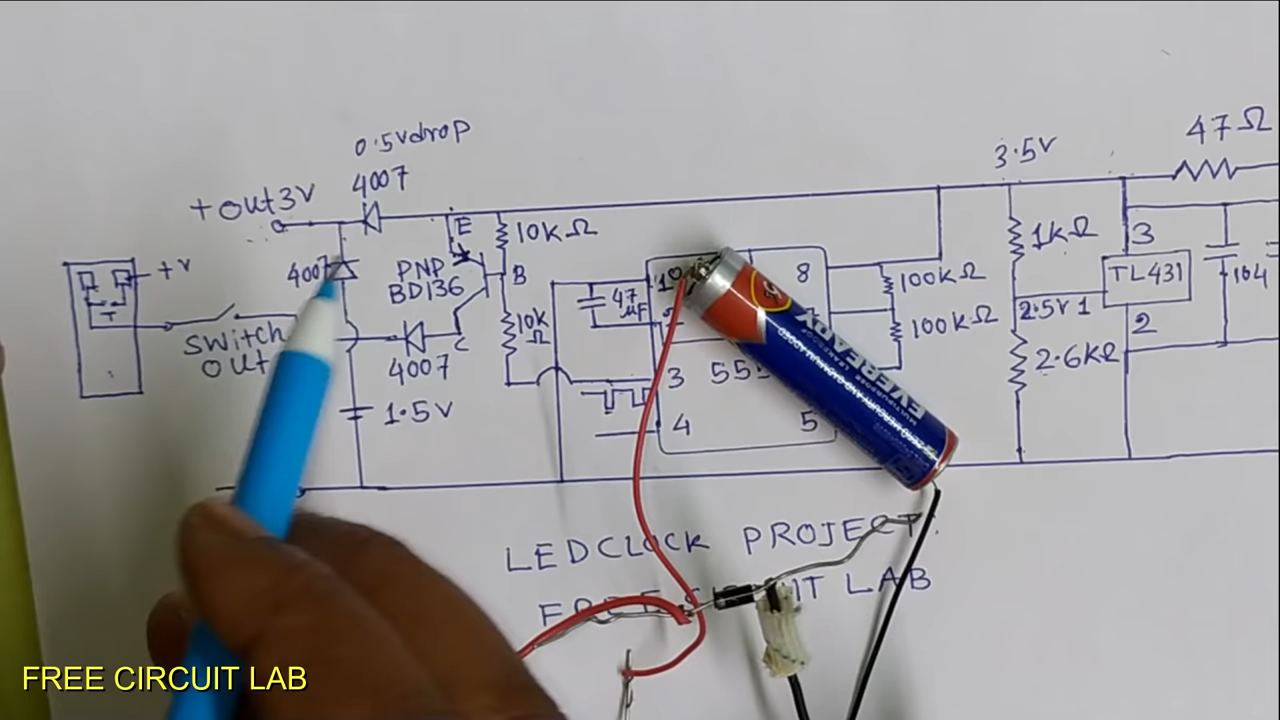 47Ω
0.5vdrop
3.5v
4007
+out3v
E
10kΩ
1kΩ
3
+v
4007
PNP
B
BD136
1
8
100kΩ
TL431
104
47
μF
10k
Ω
2.5v 1
100kΩ
2
switch
out
C
4007
2.6kΩ
3
555
1.5v
4
5
EVEREADY
LEDCLOCK PROJECT.
LAB
FREE CIRCUIT LAB